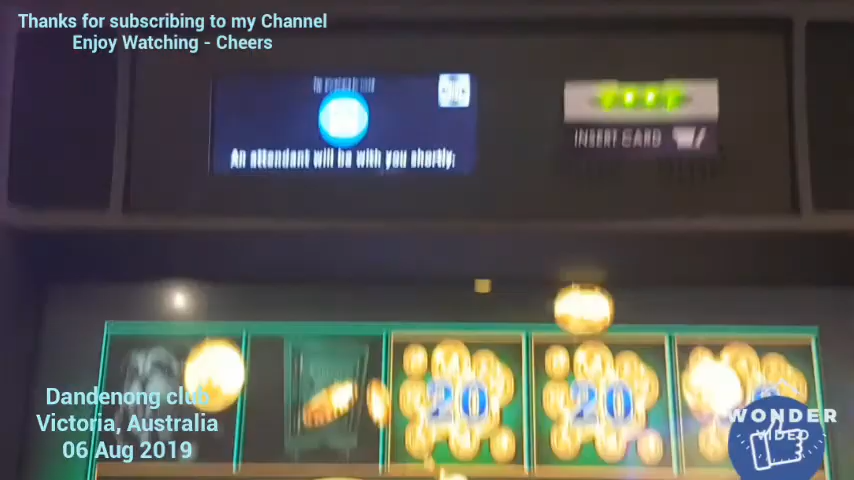 Thanks for subscribing to my Channel
Enjoy Watching - Cheers
An attendant will be with you shortly.
INSERT CARD
20
20
Dandenong club
Victoria, Australia
06 Aug 2019
WONDER
VIDEO